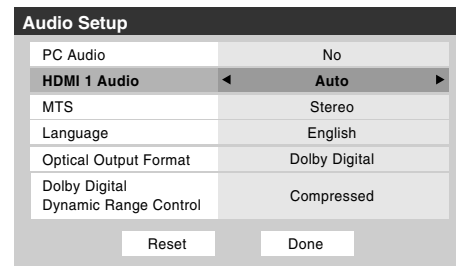 Audio Setup
PC Audio No
HDMI 1 Audio ◀ Auto ▶
MTS Stereo
Language English
Optical Output Format Dolby Digital
Dolby Digital
Dynamic Range Control Compressed
Reset Done